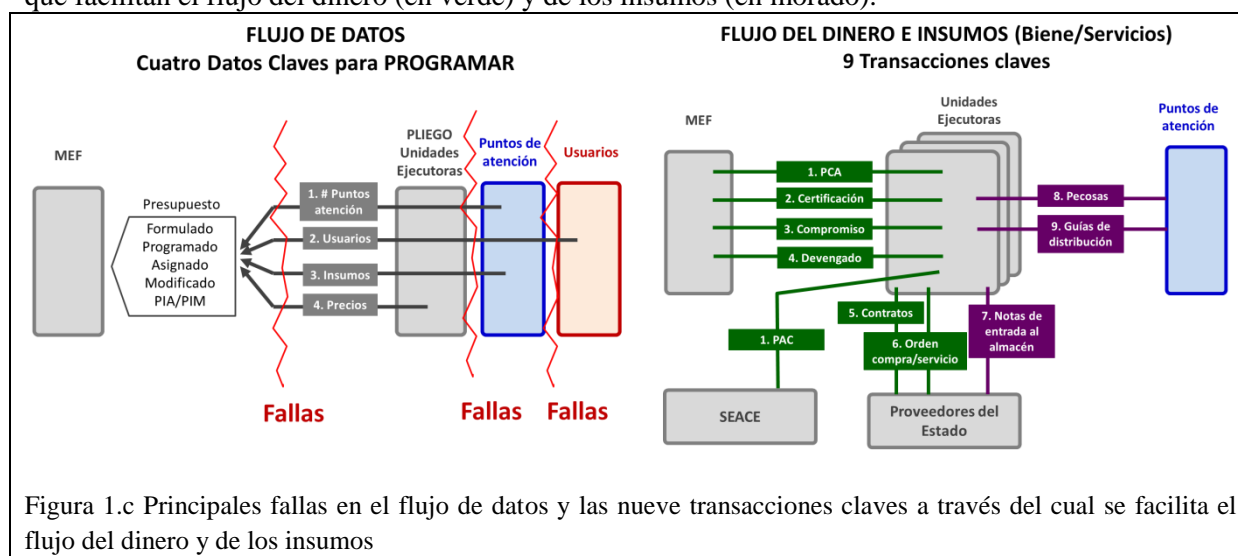 que facilitan el flujo del dinero (en verde) y de los insumos (en morado).
FLUJO DE DATOS
Cuatro Datos Claves para PROGRAMAR
MEF
Presupuesto
Formulado
Programado
Asignado
Modificado
PIA/PIM
1. # Puntos
atención
2. Usuarios
3. Insumos
4. Precios
PLIEGO
Unidades
Ejecutoras
Puntos de
atención
Usuarios
Fallas
Fallas
Fallas
FLUJO DEL DINERO E INSUMOS (Biene/Servicios)
9 Transacciones claves
MEF
Unidades
Ejecutoras
Puntos de
atención
1. PCA
2. Certificación
3. Compromiso
4. Devengado
8. Pecosas
9. Guías de
distribución
1. PAC
5. Contratos
6. Orden
compra/servicio
7. Notas de
entrada al
almacén
SEACE
Proveedores del
Estado
Figura 1.c Principales fallas en el flujo de datos y las nueve transacciones claves a través del cual se facilita el
flujo del dinero y de los insumos